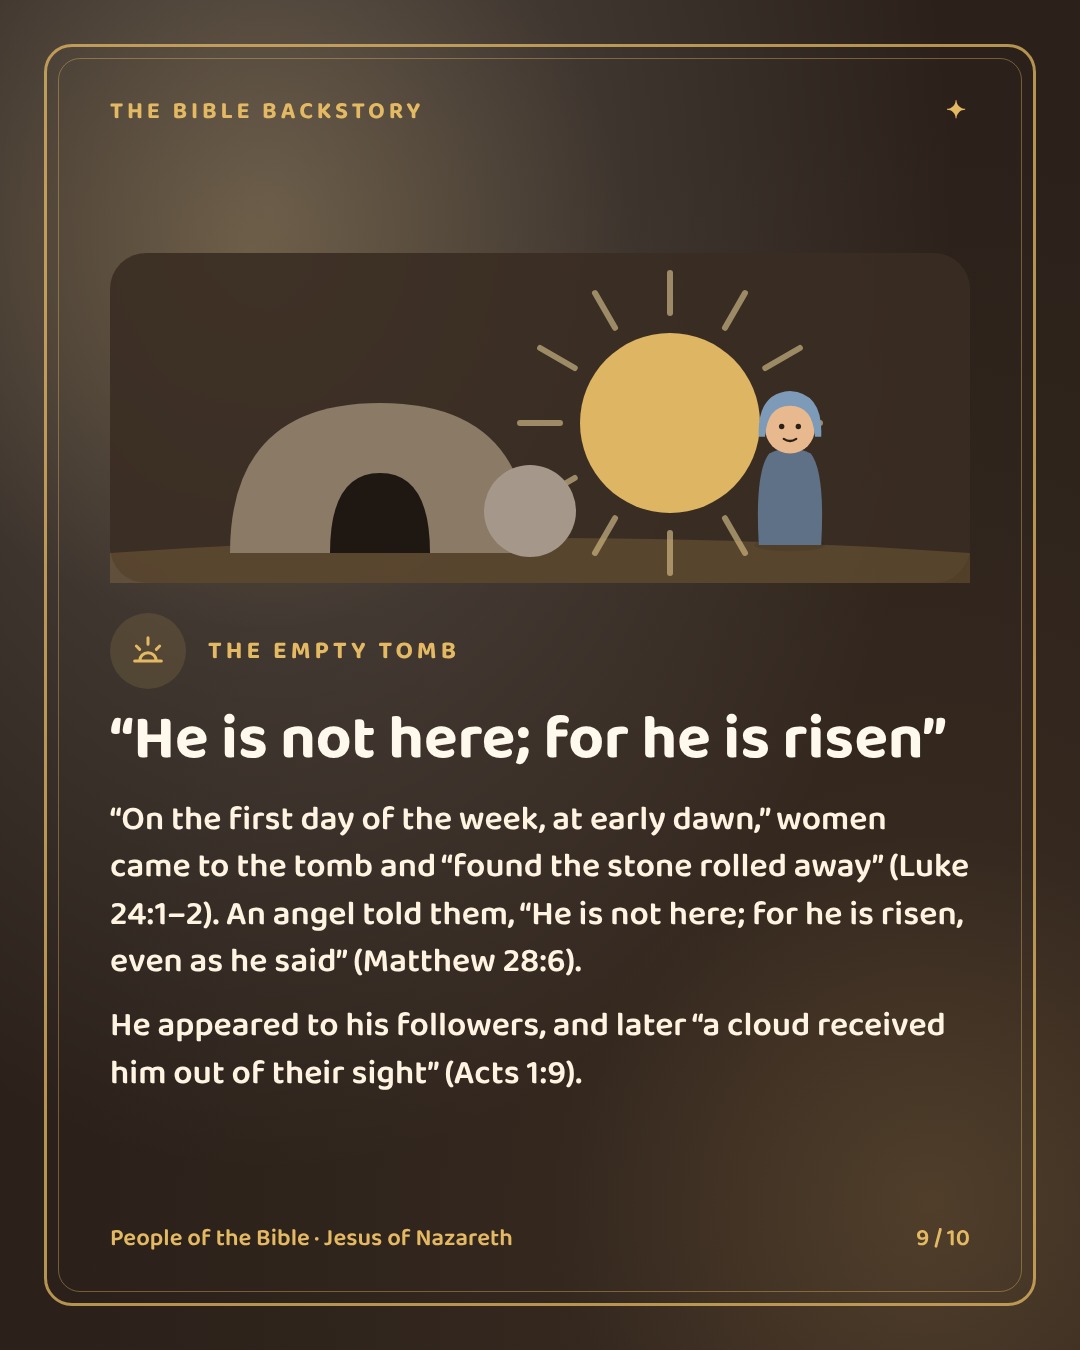 THE BIBLE BACKSTORY
THE EMPTY TOMB
“He is not here; for he is risen”
“On the first day of the week, at early dawn,” women
came to the tomb and “found the stone rolled away” (Luke
24:1–2). An angel told them, “He is not here; for he is risen,
even as he said” (Matthew 28:6).
He appeared to his followers, and later “a cloud received
him out of their sight” (Acts 1:9).
People of the Bible · Jesus of Nazareth
9 / 10